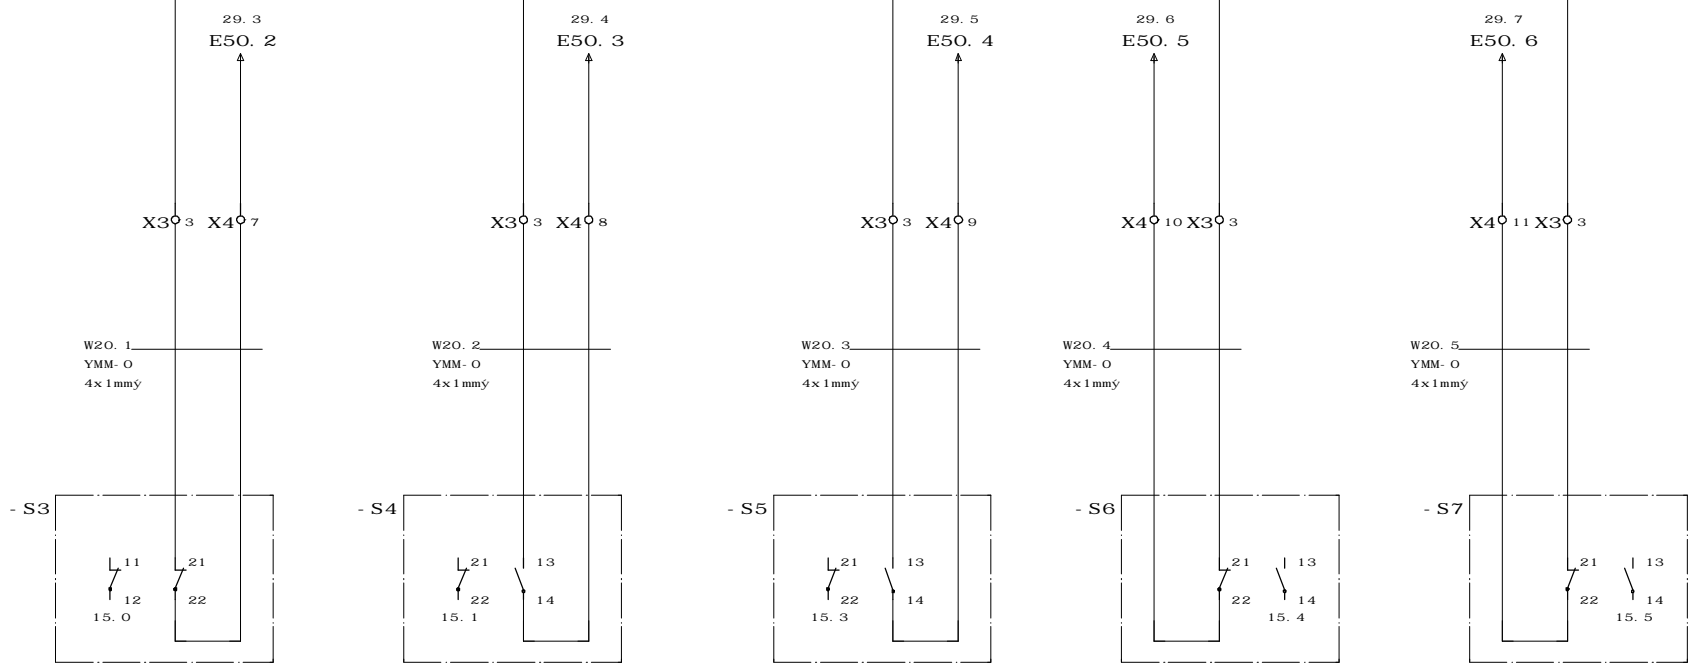 29.3 29.4 29.5 29.6 29.7
E50.2 E50.3 E50.4 E50.5 E50.6
X3 3 X4 7 X3 3 X4 8 X3 3 X4 9 X4 10 X3 3 X4 11 X3 3
W20.1 W20.2 W20.3 W20.4 W20.5
YMM-O YMM-O YMM-O YMM-O YMM-O
4x1mmý 4x1mmý 4x1mmý 4x1mmý 4x1mmý
-S3 -S4 -S5 -S6 -S7
11 21 21 13 21 13 21 13 21 13
12 22 22 14 22 14 22 14 22 14
15.0 15.1 15.3 15.4 15.5